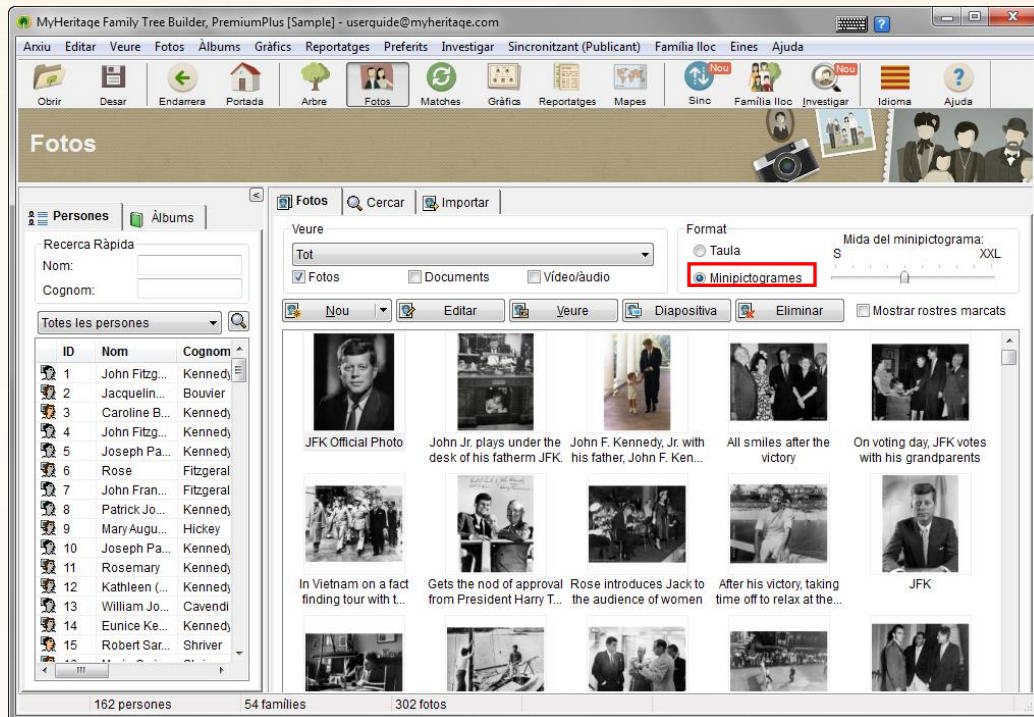 MyHeritage Family Tree Builder, PremiumPlus [Sample] - userguide@myheritage.com
Arxiu Editar Veure Fotos Àlbums Gràfics Reportatges Preferits Investigar Sincronitzant (Publicant) Família lloc Eines Ajuda
Nou Nou
Obrir Desar Endarrera Portada Arbre Fotos Matches Gràfics Reportatges Mapes Sinc Família lloc Investigar Idioma Ajuda
Fotos
Persones Àlbums
Recerca Ràpida
Nom:
Cognom:
Totes les persones
ID Nom Cognom
1 John Fitzg... Kennedy
2 Jacquelin... Bouvier
3 Caroline B... Kennedy
4 John Fitzg... Kennedy
5 Joseph Pa... Kennedy
6 Rose Fitzgeral
7 John Fran... Fitzgeral
8 Patrick Jo... Kennedy
9 Mary Augu... Hickey
10 Joseph Pa... Kennedy
11 Rosemary Kennedy
12 Kathleen (... Kennedy
13 William Jo... Cavendi
14 Eunice Ke... Kennedy
15 Robert Sar... Shriver
Fotos Cercar Importar
Veure
Tot
Fotos Documents Vídeo/àudio
Format
Taula
Minipictogrames
Mida del minipictograma:
S XXL
Nou Editar Veure Diapositiva Eliminar Mostrar rostres marcats
JFK Official Photo
John Jr. plays under the
desk of his fatherm JFK.
John F. Kennedy, Jr. with
his father, John F. Ken...
All smiles after the
victory
On voting day, JFK votes
with his grandparents
In Vietnam on a fact
finding tour with t...
Gets the nod of approval
from President Harry T...
Rose introduces Jack to
the audience of women
After his victory, taking
time off to relax at the...
JFK
162 persones 54 famílies 302 fotos